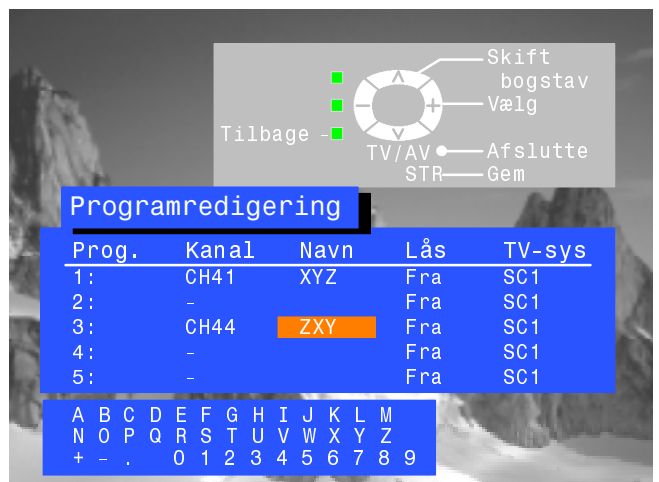 Skift
bogstav
Vælg
Tilbage
TV/AV Afslutte
STR Gem
Programredigering
Prog. Kanal Navn Lås TV-sys
1: CH41 XYZ Fra SC1
2: – Fra SC1
3: CH44 ZXY Fra SC1
4: – Fra SC1
5: – Fra SC1
A B C D E F G H I J K L M
N O P Q R S T U V W X Y Z
+ – . 0 1 2 3 4 5 6 7 8 9